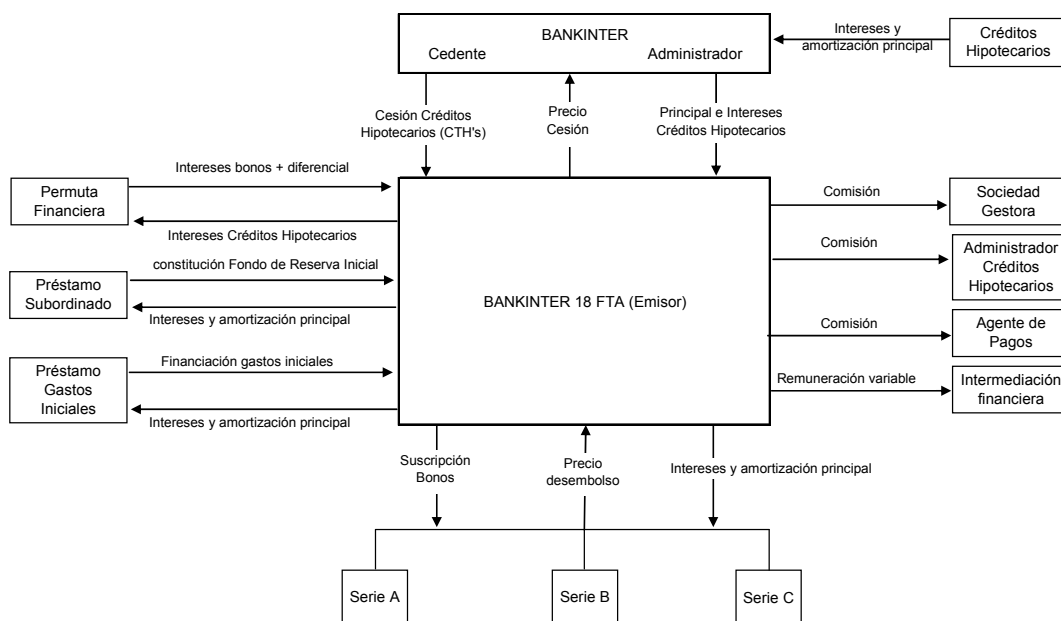 BANKINTER
Cedente
Administrador
Intereses y
amortización principal
Créditos
Hipotecarios
Cesión Créditos
Hipotecarios (CTH's)
Precio
Cesión
Principal e Intereses
Créditos Hipotecarios
Permuta
Financiera
Intereses bonos + diferencial
Intereses Créditos Hipotecarios
Préstamo
Subordinado
constitución Fondo de Reserva Inicial
Intereses y amortización principal
Préstamo
Gastos
Iniciales
Financiación gastos iniciales
Intereses y amortización principal
BANKINTER 18 FTA (Emisor)
Comisión
Sociedad
Gestora
Comisión
Administrador
Créditos
Hipotecarios
Comisión
Agente de
Pagos
Remuneración variable
Intermediación
financiera
Suscripción
Bonos
Precio
desembolso
Intereses y amortización principal
Serie A
Serie B
Serie C